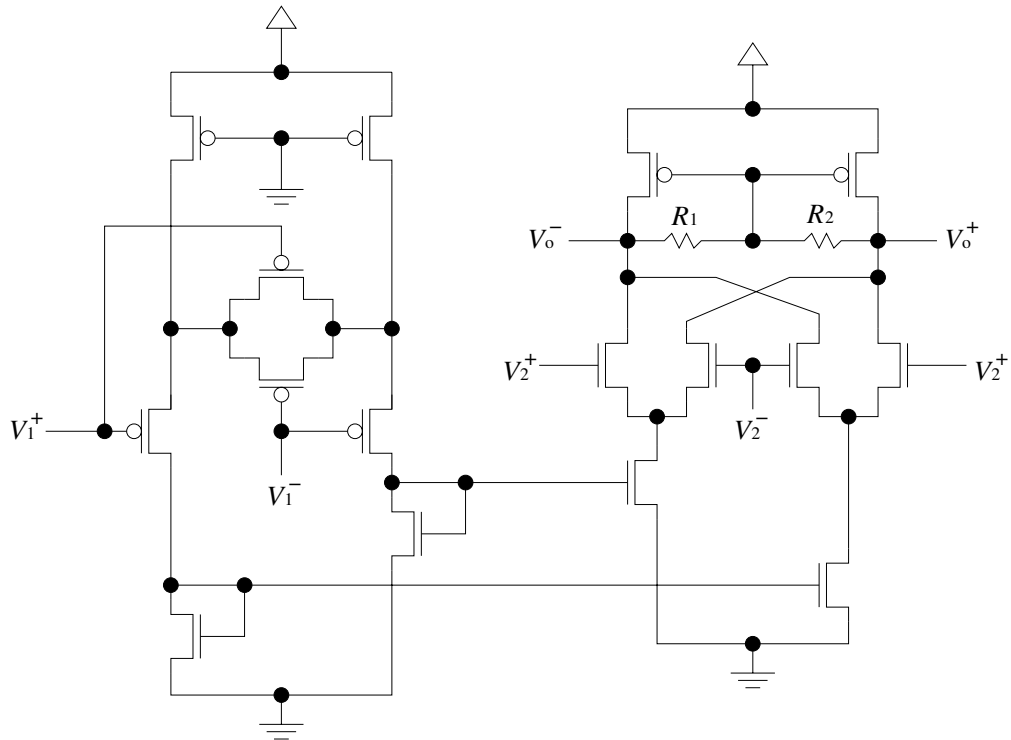 R1
R2
Vo-
Vo+
V2+
V2+
V2-
V1+
V1-